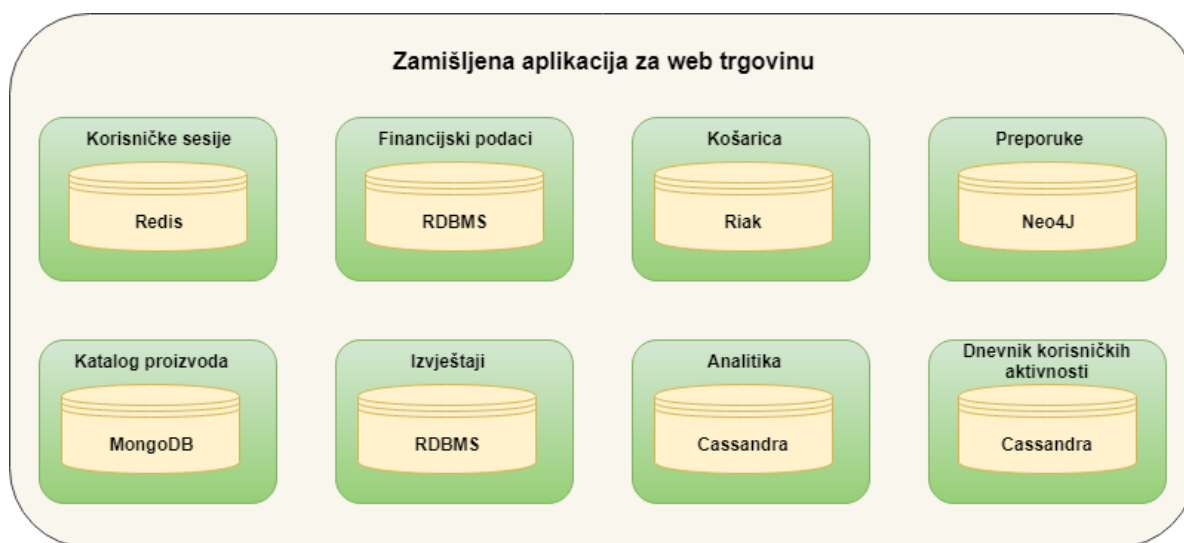 Zamišljena aplikacija za web trgovinu
Korisničke sesije
Redis
Financijski podaci
RDBMS
Košarica
Riak
Preporuke
Neo4J
Katalog proizvoda
MongoDB
Izvještaji
RDBMS
Analitika
Cassandra
Dnevnik korisničkih
aktivnosti
Cassandra